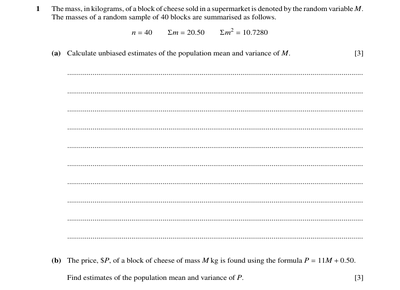 1 The mass, in kilograms, of a block of cheese sold in a supermarket is denoted by the random variable M.
The masses of a random sample of 40 blocks are summarised as follows.
n = 40 Σm = 20.50 Σm² = 10.7280
(a) Calculate unbiased estimates of the population mean and variance of M. [3]
(b) The price, $P, of a block of cheese of mass M kg is found using the formula P = 11M + 0.50.
Find estimates of the population mean and variance of P. [3]